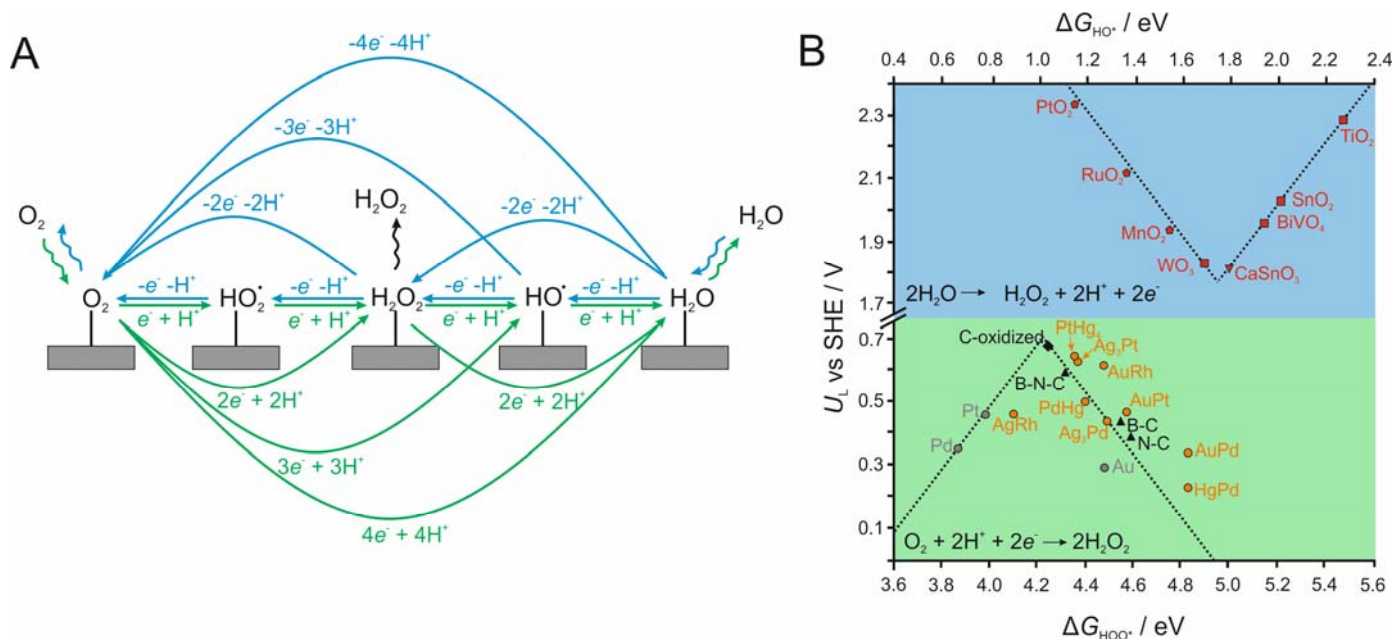 A
-4e⁻ -4H⁺
-3e⁻ -3H⁺
-2e⁻ -2H⁺
-2e⁻ -2H⁺
O₂
H₂O₂
H₂O
-e⁻ -H⁺
-e⁻ -H⁺
-e⁻ -H⁺
-e⁻ -H⁺
O₂
HO₂•
H₂O₂
HO•
H₂O
e⁻ + H⁺
e⁻ + H⁺
e⁻ + H⁺
e⁻ + H⁺
2e⁻ + 2H⁺
2e⁻ + 2H⁺
3e⁻ + 3H⁺
4e⁻ + 4H⁺
B
ΔG_HO• / eV
0.4 0.6 0.8 1.0 1.2 1.4 1.6 1.8 2.0 2.2 2.4
U_L vs SHE / V
2.3
2.1
1.9
1.7
PtO₂
RuO₂
MnO₂
WO₃
TiO₂
SnO₂
BiVO₄
CaSnO₃
2H₂O → H₂O₂ + 2H⁺ + 2e⁻
0.7
0.5
0.3
0.1
C-oxidized
PtHg₄
Ag₃Pt
AuRh
B-N-C
PdHg
AuPt
Pt
AgRh
Ag₃Pd
B-C
N-C
Pd
Au
AuPd
HgPd
O₂ + 2H⁺ + 2e⁻ → 2H₂O₂
3.6 4.0 4.2 4.4 4.6 4.8 5.0 5.2 5.4 5.6
ΔG_HOO• / eV